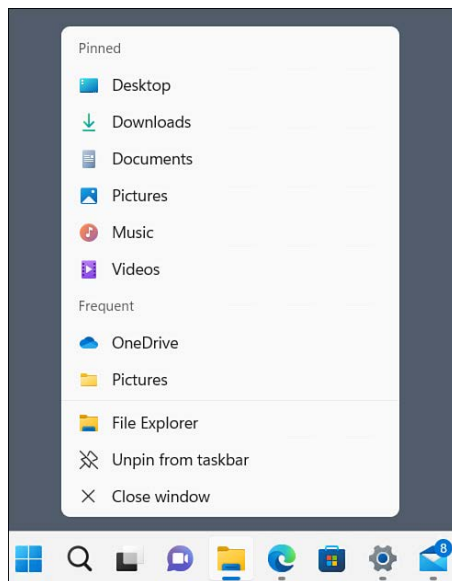 Pinned
Desktop
Downloads
Documents
Pictures
Music
Videos
Frequent
OneDrive
Pictures
File Explorer
Unpin from taskbar
Close window
8